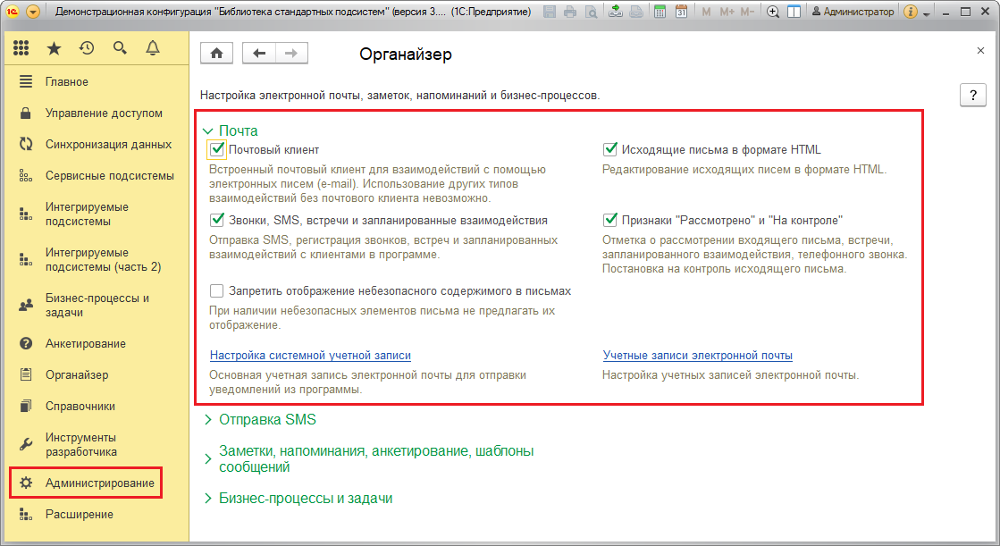 Демонстрационная конфигурация "Библиотека стандартных подсистем" (версия 3.... (1С:Предприятие)
31
M M+ M-
Администратор
Главное
Управление доступом
Синхронизация данных
Сервисные подсистемы
Интегрируемые
подсистемы
Интегрируемые
подсистемы (часть 2)
Бизнес-процессы и
задачи
Анкетирование
Органайзер
Справочники
Инструменты
разработчика
Администрирование
Расширение
Органайзер
Настройка электронной почты, заметок, напоминаний и бизнес-процессов.
?
Почта
Почтовый клиент
Встроенный почтовый клиент для взаимодействий с помощью
электронных писем (e-mail). Использование других типов
взаимодействий без почтового клиента невозможно.
Исходящие письма в формате HTML
Редактирование исходящих писем в формате HTML.
Звонки, SMS, встречи и запланированные взаимодействия
Отправка SMS, регистрация звонков, встреч и запланированных
взаимодействий с клиентами в программе.
Признаки "Рассмотрено" и "На контроле"
Отметка о рассмотрении входящего письма, встречи,
запланированного взаимодействия, телефонного звонка.
Постановка на контроль исходящего письма.
Запретить отображение небезопасного содержимого в письмах
При наличии небезопасных элементов письма не предлагать их
отображение.
Настройка системной учетной записи
Основная учетная запись электронной почты для отправки
уведомлений из программы.
Учетные записи электронной почты
Настройка учетных записей электронной почты.
Отправка SMS
Заметки, напоминания, анкетирование, шаблоны
сообщений
Бизнес-процессы и задачи